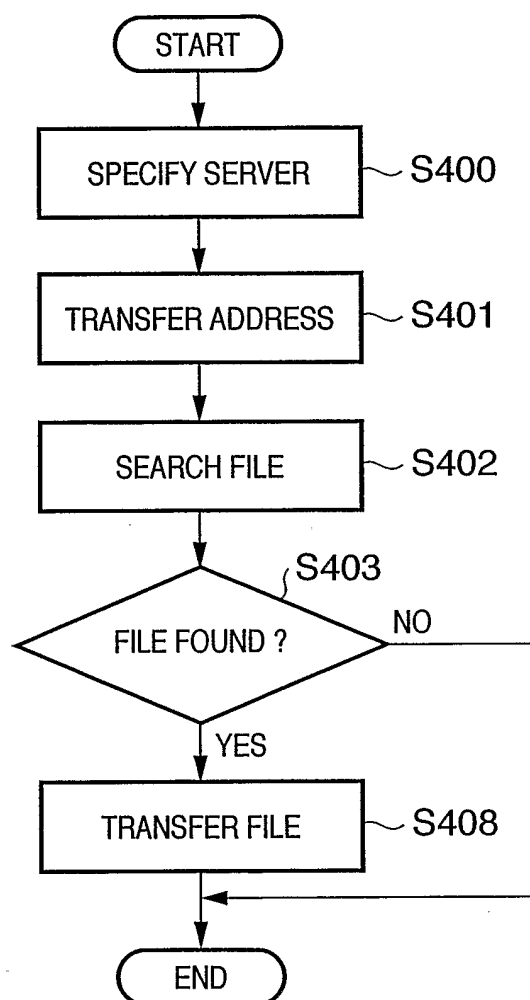 START
SPECIFY SERVER
S400
TRANSFER ADDRESS
S401
SEARCH FILE
S402
S403
FILE FOUND ?
NO
YES
TRANSFER FILE
S408
END